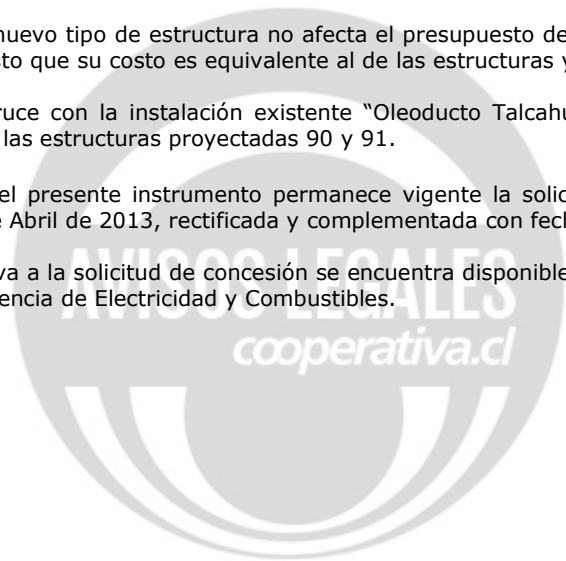 nuevo tipo de estructura no afecta el presupuesto de
sto que su costo es equivalente al de las estructuras y
ruce con la instalación existente “Oleoducto Talcahu
las estructuras proyectadas 90 y 91.
el presente instrumento permanece vigente la solic
e Abril de 2013, rectificada y complementada con fech
va a la solicitud de concesión se encuentra disponible
encia de Electricidad y Combustibles.
AVISOS LEGALES
cooperativa.cl